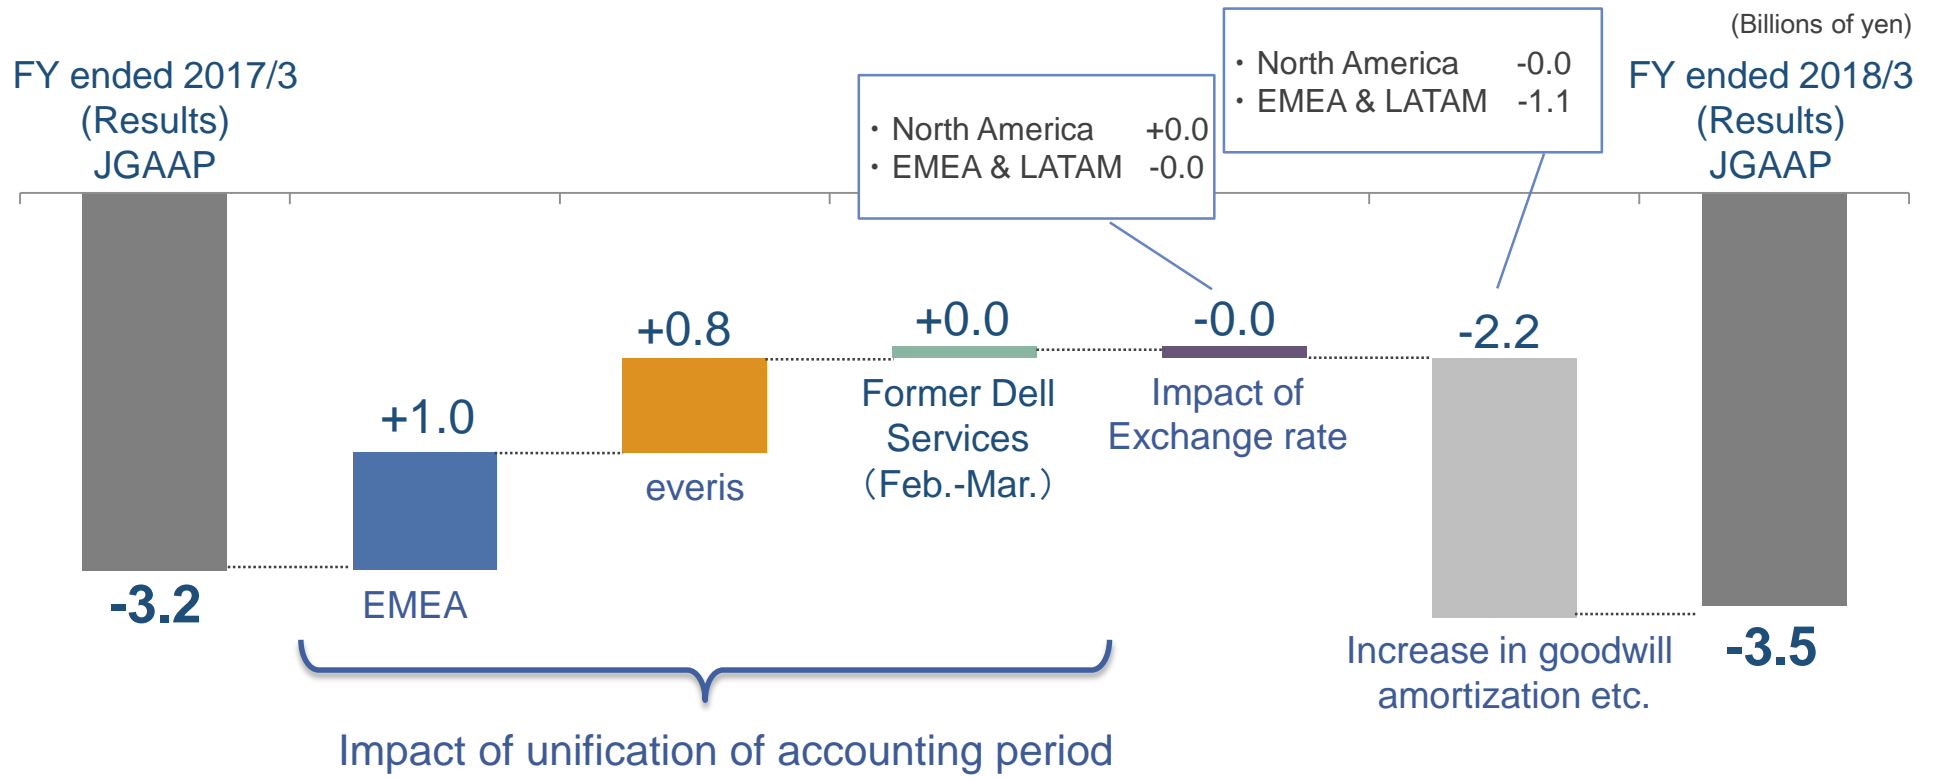 (Billions of yen)
FY ended 2017/3
(Results)
JGAAP
・North America +0.0
・EMEA & LATAM -0.0
・North America -0.0
・EMEA & LATAM -1.1
FY ended 2018/3
(Results)
JGAAP
-3.2
+1.0
EMEA
+0.8
everis
+0.0
Former Dell
Services
（Feb.-Mar.）
-0.0
Impact of
Exchange rate
-2.2
Increase in goodwill
amortization etc.
-3.5
Impact of unification of accounting period